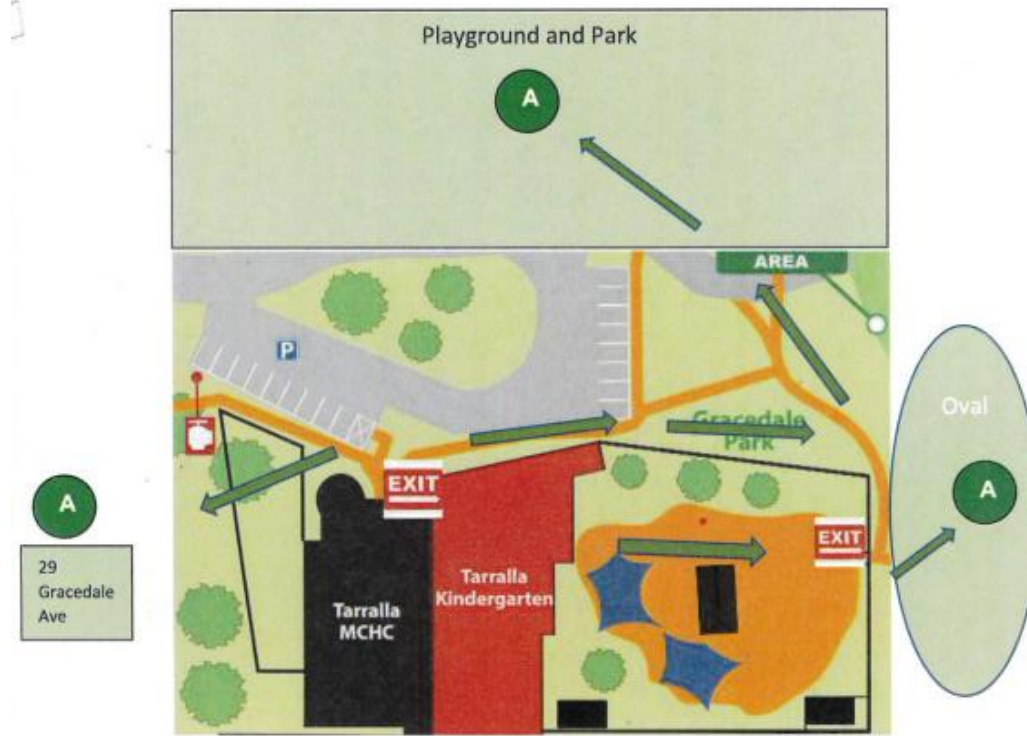 Playground and Park
A
AREA
P
Oval
Gracedale
Park
A
EXIT
A
EXIT
29
Gracedale
Ave
Tarralla
Kindergarten
Tarralla
MCHC